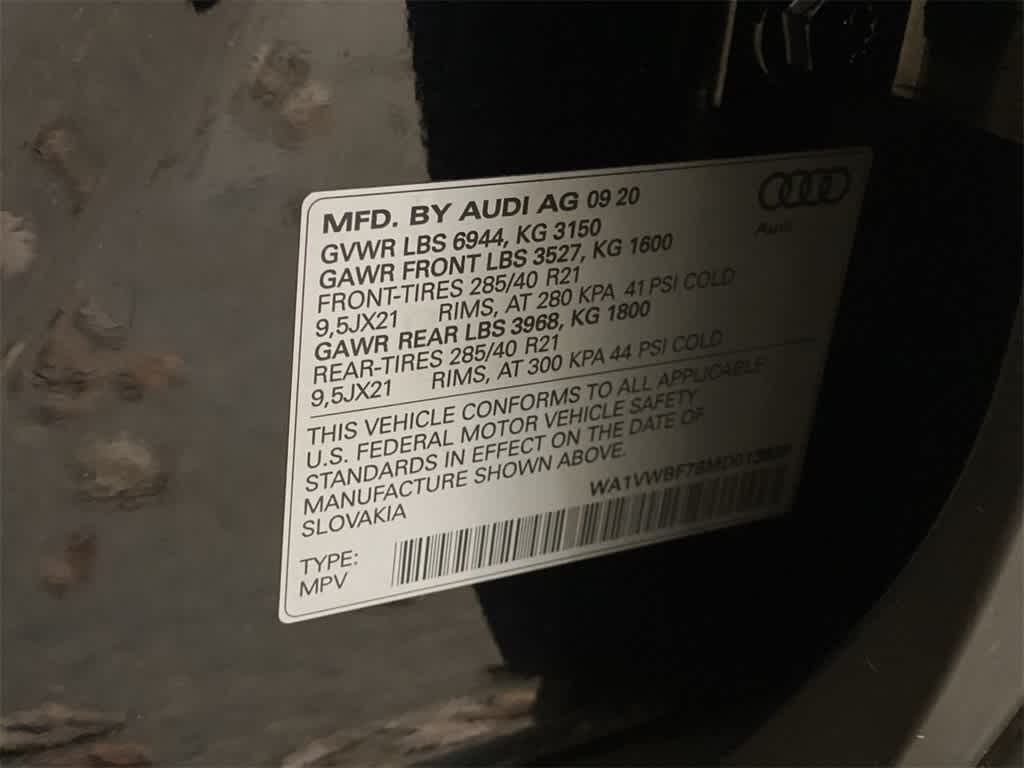 MFD. BY AUDI AG 09 20
GVWR LBS 6944, KG 3150
GAWR FRONT LBS 3527, KG 1600
FRONT-TIRES 285/40 R21
9,5JX21 RIMS, AT 280 KPA 41 PSI COLD
GAWR REAR LBS 3968, KG 1800
REAR-TIRES 285/40 R21
9,5JX21 RIMS, AT 300 KPA 44 PSI COLD
THIS VEHICLE CONFORMS TO ALL APPLICABLE
U.S. FEDERAL MOTOR VEHICLE SAFETY
STANDARDS IN EFFECT ON THE DATE OF
MANUFACTURE SHOWN ABOVE.
SLOVAKIA
TYPE:
MPV
Audi